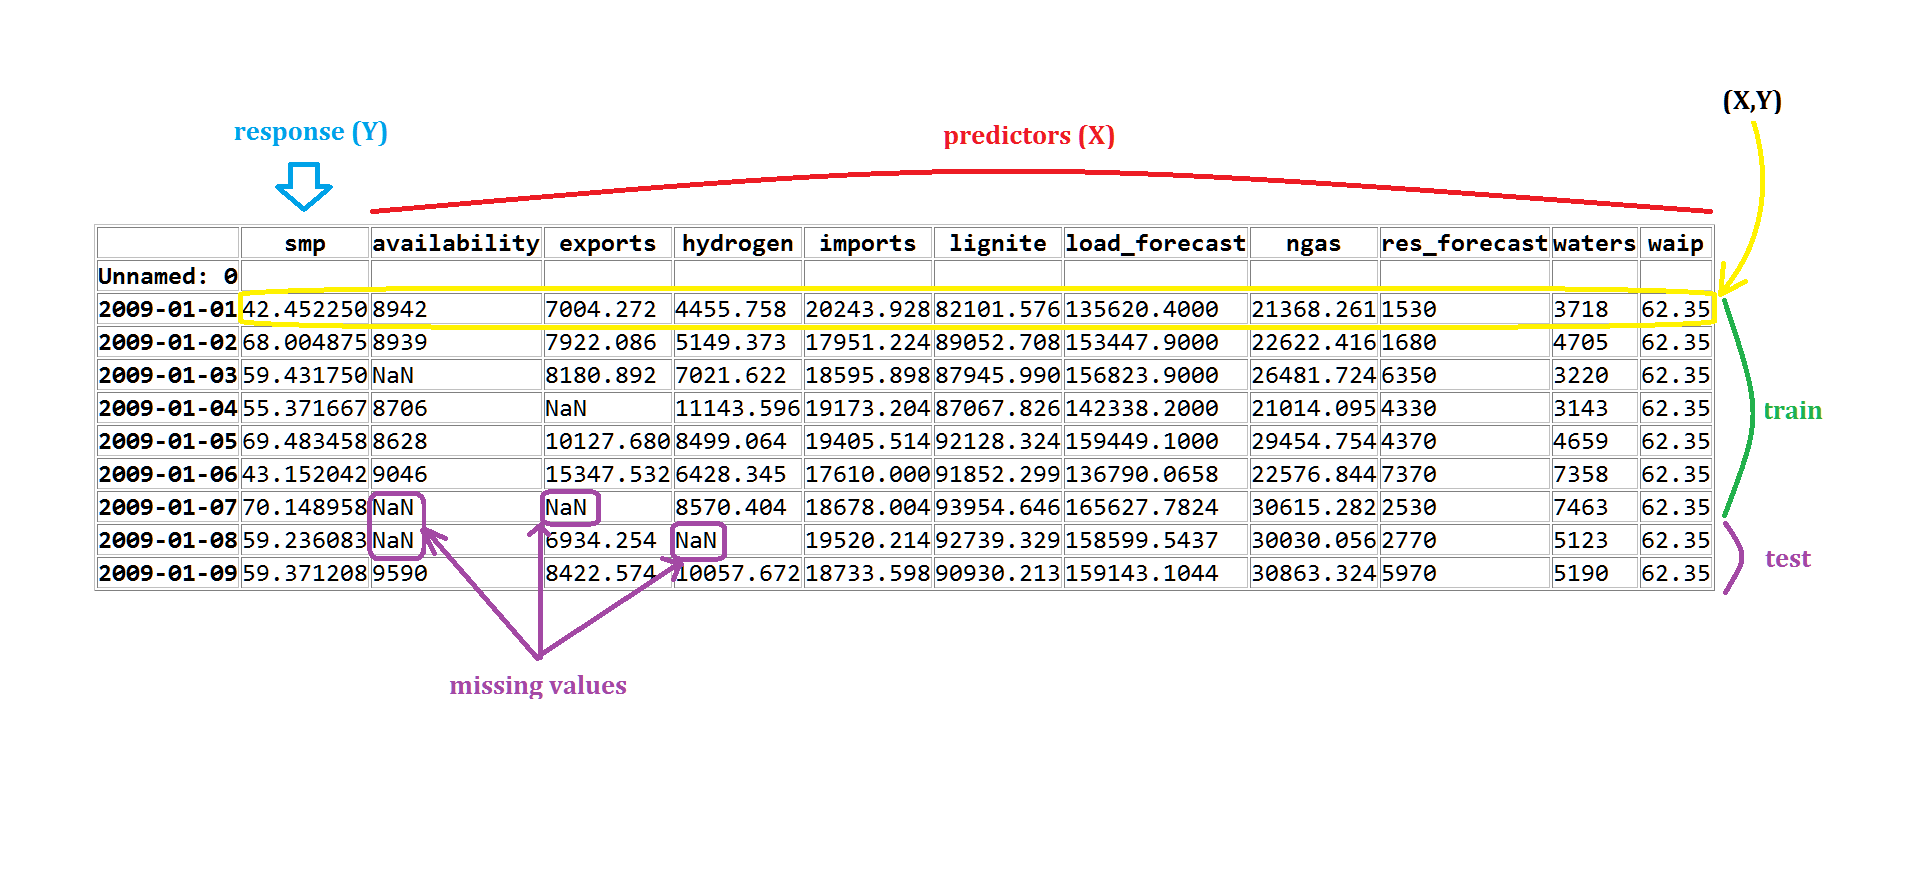 (X,Y)
response (Y)
predictors (X)
smp availability exports hydrogen imports lignite load_forecast ngas res_forecast waters waip
Unnamed: 0
2009-01-01 42.452250 8942 7004.272 4455.758 20243.928 82101.576 135620.4000 21368.261 1530 3718 62.35
2009-01-02 68.004875 8939 7922.086 5149.373 17951.224 89052.708 153447.9000 22622.416 1680 4705 62.35
2009-01-03 59.431750 NaN 8180.892 7021.622 18595.898 87945.990 156823.9000 26481.724 6350 3220 62.35
2009-01-04 55.371667 8706 NaN 11143.596 19173.204 87067.826 142338.2000 21014.095 4330 3143 62.35
train
2009-01-05 69.483458 8628 10127.680 8499.064 19405.514 92128.324 159449.1000 29454.754 4370 4659 62.35
2009-01-06 43.152042 9046 15347.532 6428.345 17610.000 91852.299 136790.0658 22576.844 7370 7358 62.35
2009-01-07 70.148958 NaN NaN 8570.404 18678.004 93954.646 165627.7824 30615.282 2530 7463 62.35
2009-01-08 59.236083 NaN 6934.254 NaN 19520.214 92739.329 158599.5437 30030.056 2770 5123 62.35
test
2009-01-09 59.371208 9590 8422.574 10057.672 18733.598 90930.213 159143.1044 30863.324 5970 5190 62.35
missing values